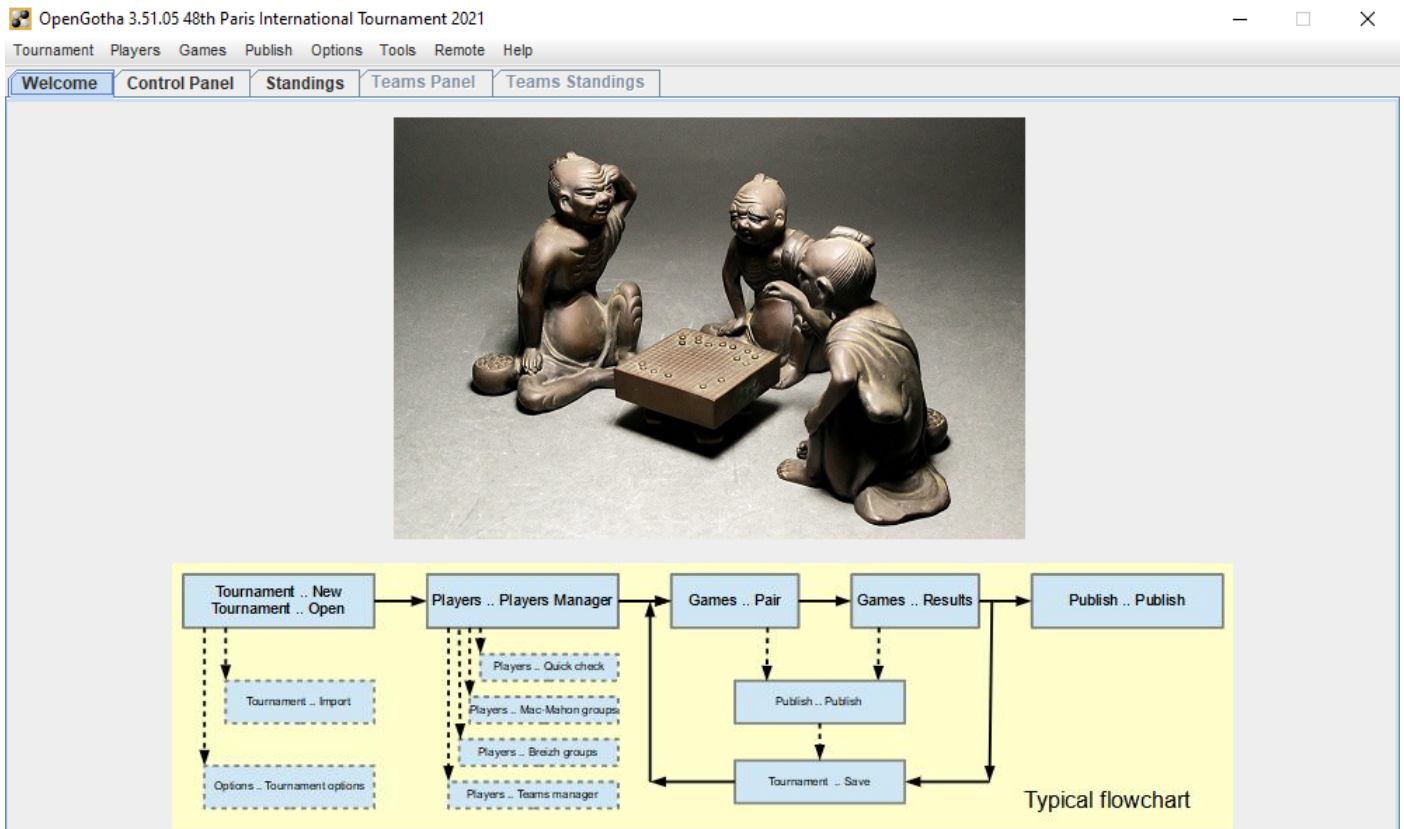 OpenGotha 3.51.05 48th Paris International Tournament 2021
Tournament Players Games Publish Options Tools Remote Help
Welcome Control Panel Standings Teams Panel Teams Standings
Tournament .. New
Tournament .. Open
Players .. Players Manager
Games .. Pair
Games .. Results
Publish .. Publish
Players .. Quick check
Tournament .. Import
Players .. Mac-Mahon groups
Publish .. Publish
Players .. Breizh groups
Options .. Tournament options
Players .. Teams manager
Tournament .. Save
Typical flowchart